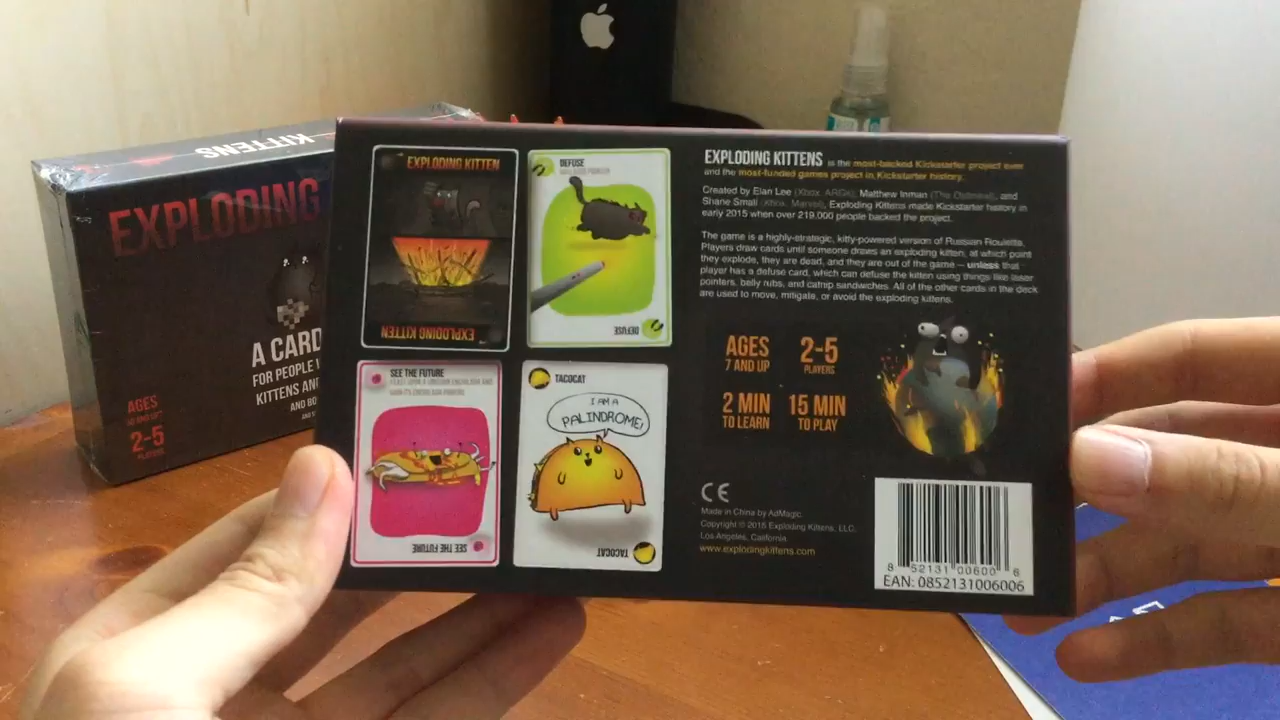 KITTENS
EXPLODING
A CARD
FOR PEOPLE
KITTENS AN
AGES
2-5
PLAYERS
EXPLODING KITTEN
EXPLODING KITTEN
DEFUSE
DEFUSE
SEE THE FUTURE
SEE THE FUTURE
TACOCAT
I AM A
PALINDROME!
TACOCAT
EXPLODING KITTENS is the most-backed Kickstarter project ever
and the most-funded games project in Kickstarter history.
Created by Elan Lee (Xbox, ARGs), Matthew Inman (The Oatmeal), and
Shane Small (Xbox, Marvel), Exploding Kittens made Kickstarter history in
early 2015 when over 219,000 people backed the project.
The game is a highly-strategic, kitty-powered version of Russian Roulette.
Players draw cards until someone draws an exploding kitten, at which point
they explode, they are dead, and they are out of the game — unless that
player has a defuse card, which can defuse the kitten using things like laser
pointers, belly rubs, and catnip sandwiches. All of the other cards in the deck
are used to move, mitigate, or avoid the exploding kittens.
AGES
7 AND UP
2-5
PLAYERS
2 MIN
TO LEARN
15 MIN
TO PLAY
CE
Made in China by AdMagic.
Copyright © 2015 Exploding Kittens, LLC.
Los Angeles, California
www.explodingkittens.com
8 52131 00600 6
EAN: 0852131006006